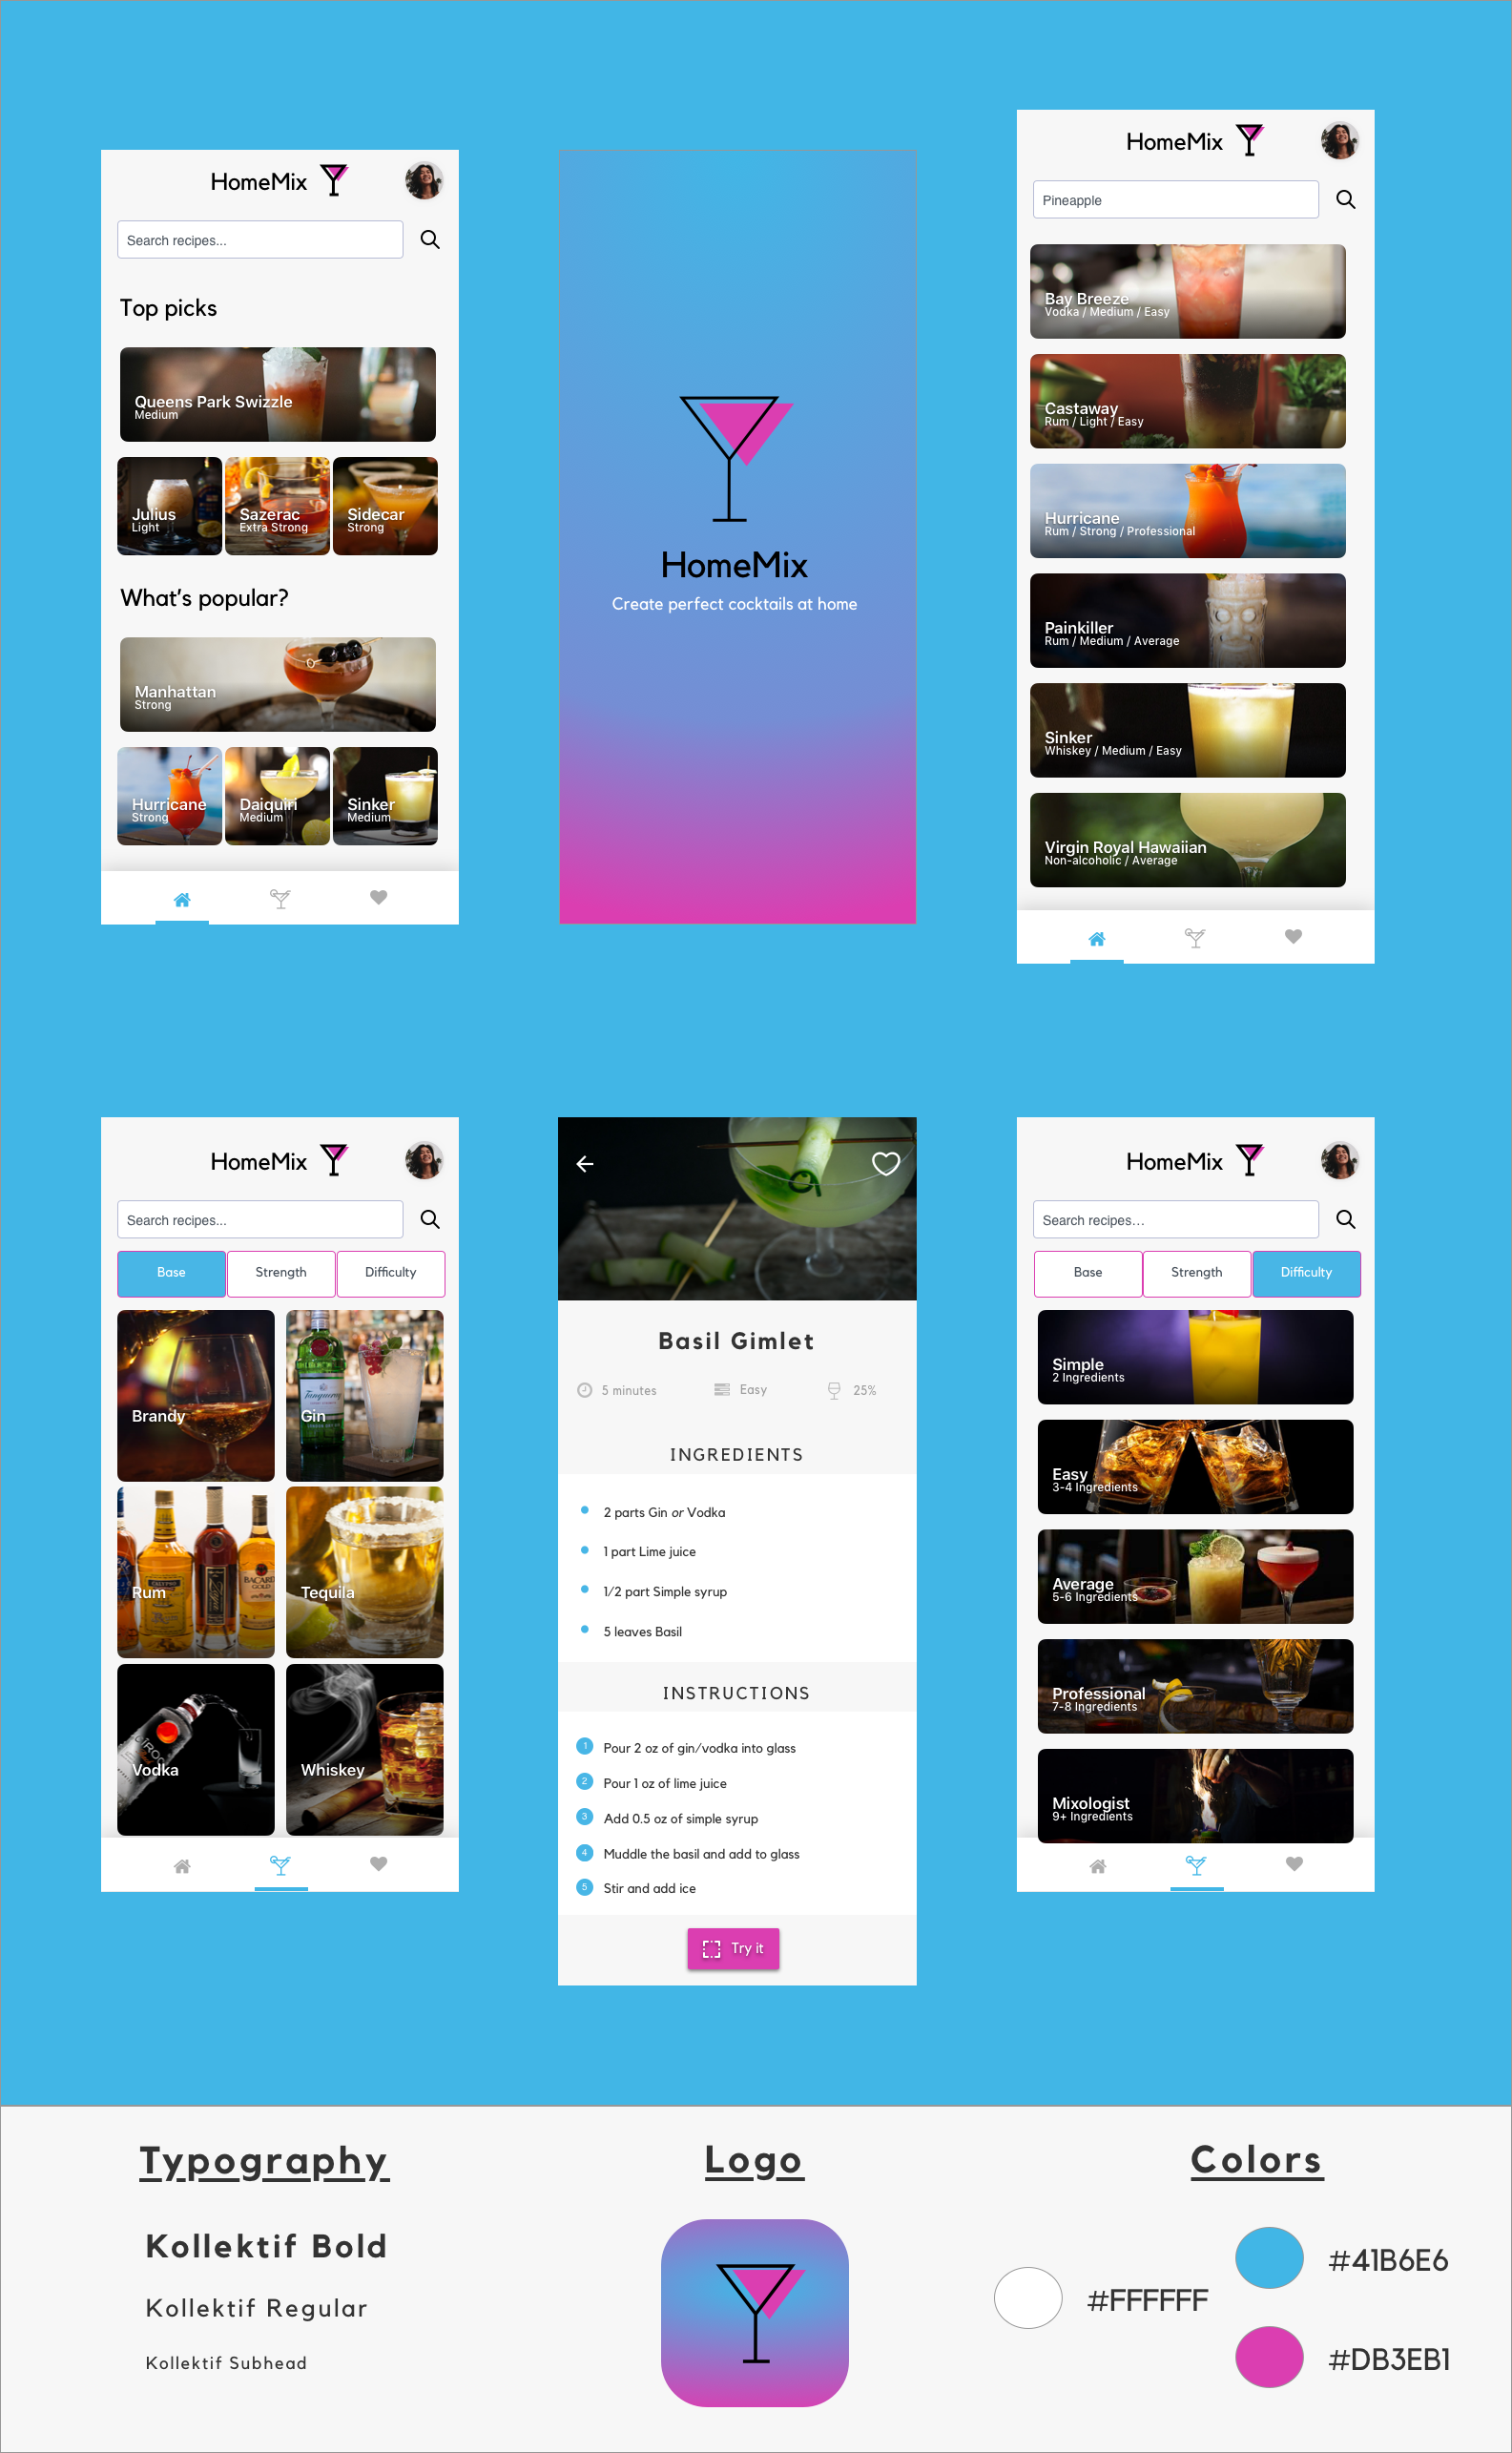 HomeMix
Search recipes...
Top picks
Queens Park Swizzle
Medium
Julius
Light
Sazerac
Extra Strong
Sidecar
Strong
What's popular?
Manhattan
Strong
Hurricane
Strong
Daiquiri
Medium
Sinker
Medium
HomeMix
Create perfect cocktails at home
HomeMix
Pineapple
Bay Breeze
Vodka / Medium / Easy
Castaway
Rum / Light / Easy
Hurricane
Rum / Strong / Professional
Painkiller
Rum / Medium / Average
Sinker
Whiskey / Medium / Easy
Virgin Royal Hawaiian
Non-alcoholic / Average
HomeMix
Search recipes...
Base
Strength
Difficulty
Brandy
Gin
Tanqueray
Rum
BACARDI
GOLD
Tequila
Vodka
CÎROC
Whiskey
Basil Gimlet
5 minutes
Easy
25%
INGREDIENTS
2 parts Gin or Vodka
1 part Lime juice
1/2 part Simple syrup
5 leaves Basil
INSTRUCTIONS
1 Pour 2 oz of gin/vodka into glass
2 Pour 1 oz of lime juice
3 Add 0.5 oz of simple syrup
4 Muddle the basil and add to glass
5 Stir and add ice
Try it
HomeMix
Search recipes...
Base
Strength
Difficulty
Simple
2 Ingredients
Easy
3-4 Ingredients
Average
5-6 Ingredients
Professional
7-8 Ingredients
Mixologist
9+ Ingredients
Typography
Kollektif Bold
Kollektif Regular
Kollektif Subhead
Logo
Colors
#FFFFFF
#41B6E6
#DB3EB1